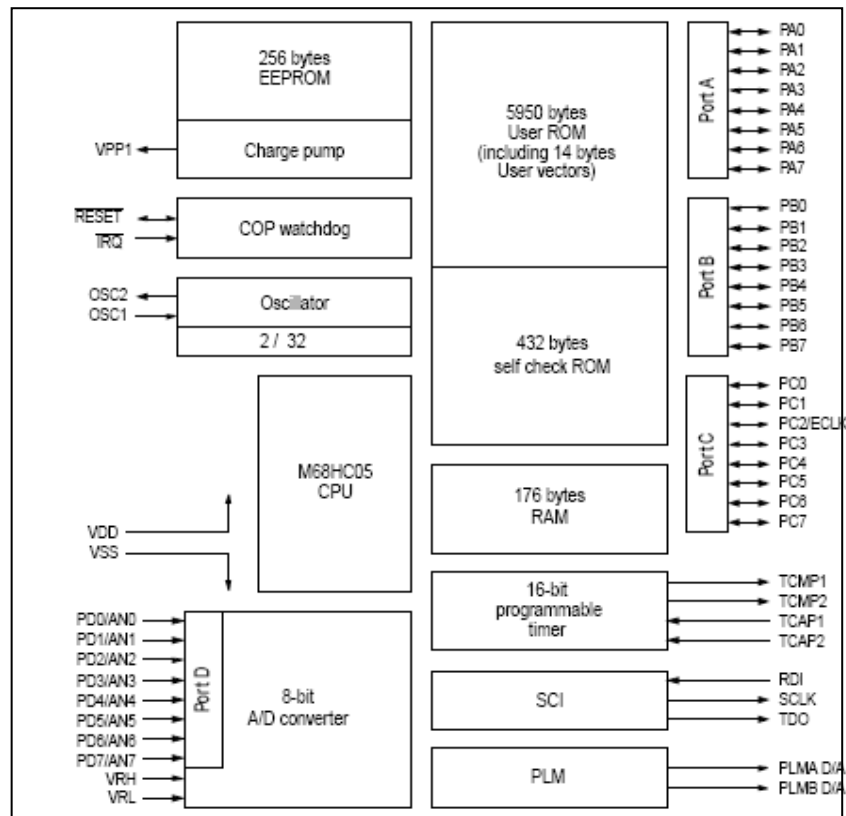 256 bytes
EEPROM
Charge pump
VPP1
RESET
IRQ
COP watchdog
OSC2
OSC1
Oscillator
2 / 32
M68HC05
CPU
VDD
VSS
PD0/AN0
PD1/AN1
PD2/AN2
PD3/AN3
PD4/AN4
PD5/AN5
PD6/AN6
PD7/AN7
VRH
VRL
Port D
8-bit
A/D converter
5950 bytes
User ROM
(including 14 bytes
User vectors)
432 bytes
self check ROM
176 bytes
RAM
16-bit
programmable
timer
SCI
PLM
Port A
PA0
PA1
PA2
PA3
PA4
PA5
PA6
PA7
Port B
PB0
PB1
PB2
PB3
PB4
PB5
PB6
PB7
Port C
PC0
PC1
PC2/ECLK
PC3
PC4
PC5
PC6
PC7
TCMP1
TCMP2
TCAP1
TCAP2
RDI
SCLK
TDO
PLMA D/A
PLMB D/A